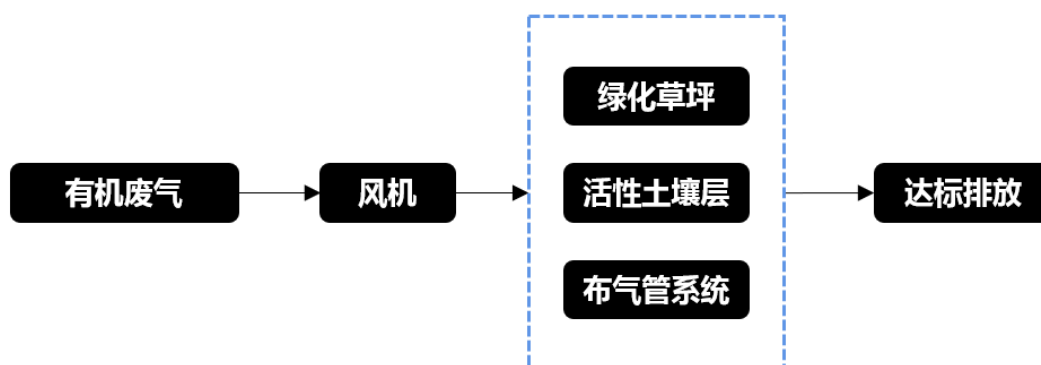 有机废气
风机
绿化草坪
活性土壤层
布气管系统
达标排放